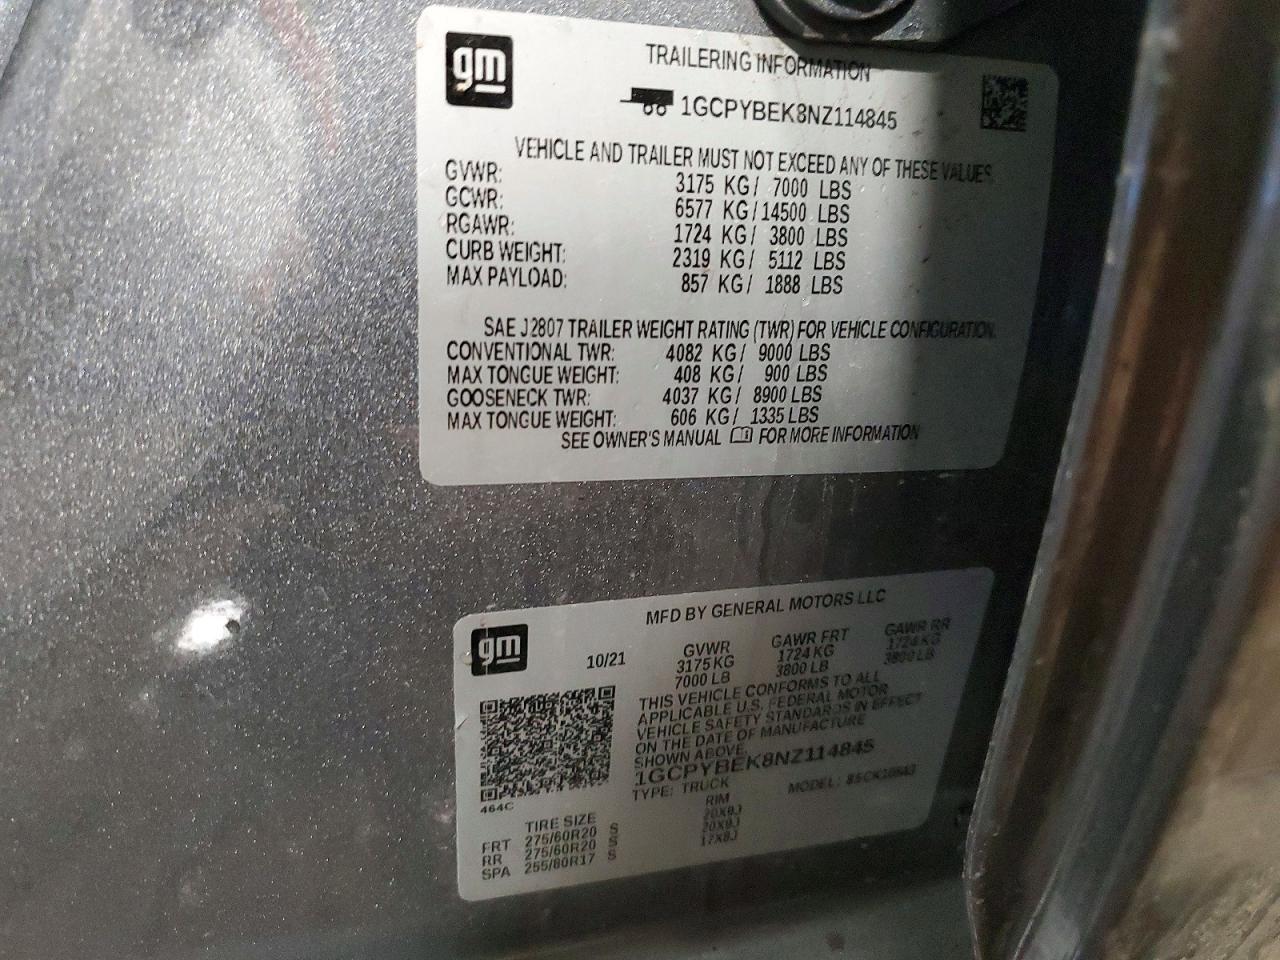 gm
TRAILERING INFORMATION
1GCPYBEK8NZ114845
VEHICLE AND TRAILER MUST NOT EXCEED ANY OF THESE VALUES
GVWR: 3175 KG/ 7000 LBS
GCWR: 6577 KG/14500 LBS
RGAWR: 1724 KG/ 3800 LBS
CURB WEIGHT: 2319 KG/ 5112 LBS
MAX PAYLOAD: 857 KG/ 1888 LBS
SAE J2807 TRAILER WEIGHT RATING (TWR) FOR VEHICLE CONFIGURATION.
CONVENTIONAL TWR: 4082 KG/ 9000 LBS
MAX TONGUE WEIGHT: 408 KG/ 900 LBS
GOOSENECK TWR: 4037 KG/ 8900 LBS
MAX TONGUE WEIGHT: 606 KG/ 1335 LBS
SEE OWNER'S MANUAL FOR MORE INFORMATION
gm
MFD BY GENERAL MOTORS LLC
10/21
GVWR GAWR FRT GAWR RR
3175 KG 1724 KG 1724 KG
7000 LB 3800 LB 3800 LB
THIS VEHICLE CONFORMS TO ALL
APPLICABLE U.S. FEDERAL MOTOR
VEHICLE SAFETY STANDARDS IN EFFECT
ON THE DATE OF MANUFACTURE
SHOWN ABOVE.
1GCPYBEK8NZ114845
TYPE: TRUCK MODEL:
464C
TIRE SIZE RIM
FRT 275/60R20 S 20X9J
RR 275/60R20 S 20X9J
SPA 255/80R17 S 17X8J